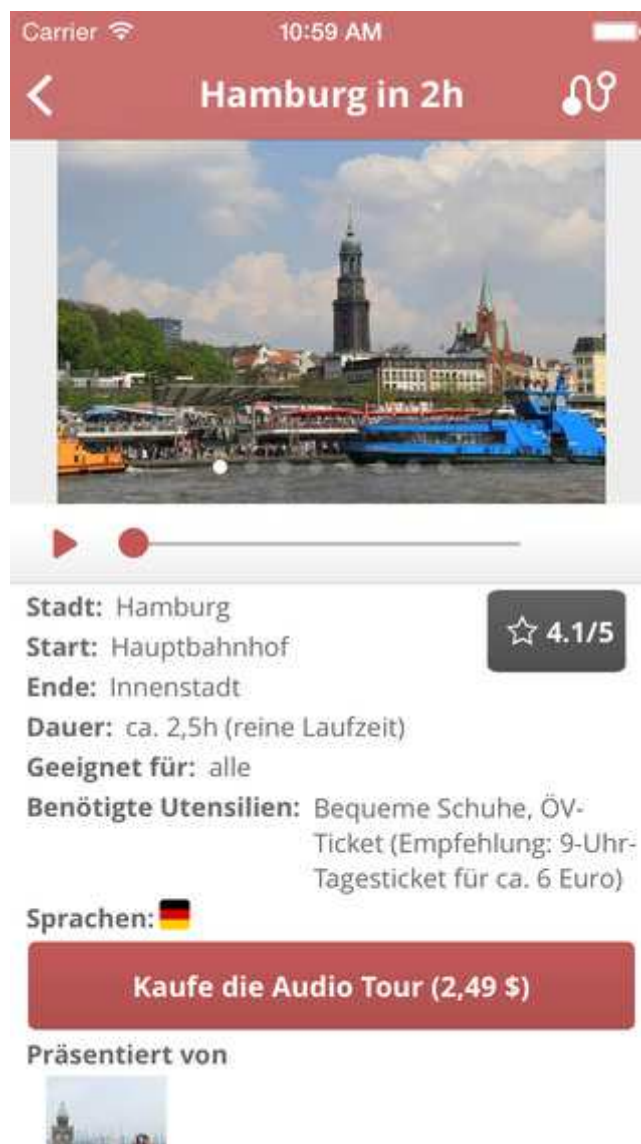 Carrier 10:59 AM
Hamburg in 2h
Stadt: Hamburg
4.1/5
Start: Hauptbahnhof
Ende: Innenstadt
Dauer: ca. 2,5h (reine Laufzeit)
Geeignet für: alle
Benötigte Utensilien: Bequeme Schuhe, ÖV-
Ticket (Empfehlung: 9-Uhr-
Tagesticket für ca. 6 Euro)
Sprachen:
Kaufe die Audio Tour (2,49 $)
Präsentiert von